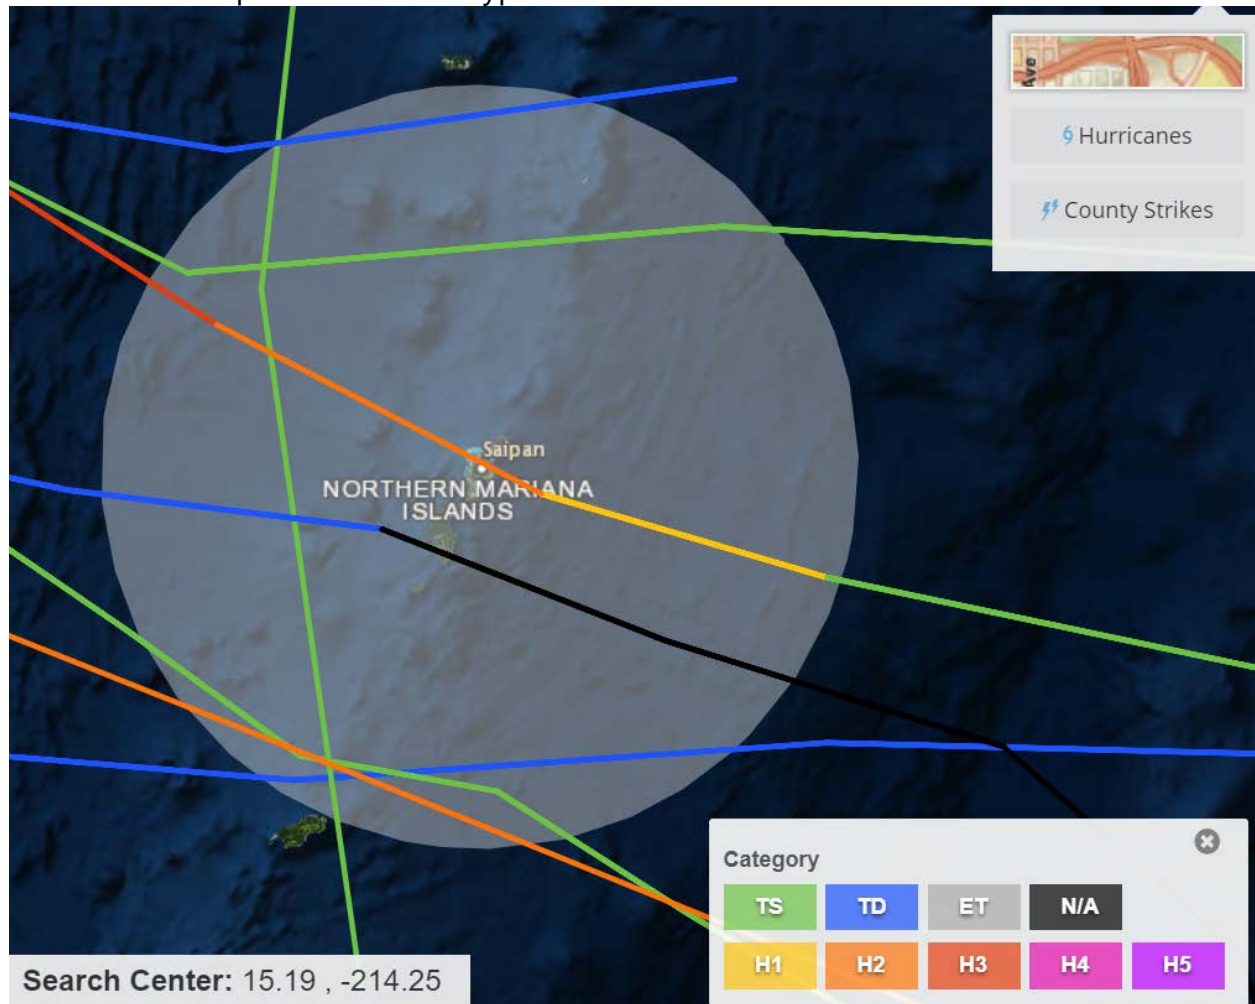 Ave
Hurricanes
County Strikes
Saipan
NORTHERN MARIANA
ISLANDS
Category
TS TD ET N/A
H1 H2 H3 H4 H5
Search Center: 15.19 , -214.25